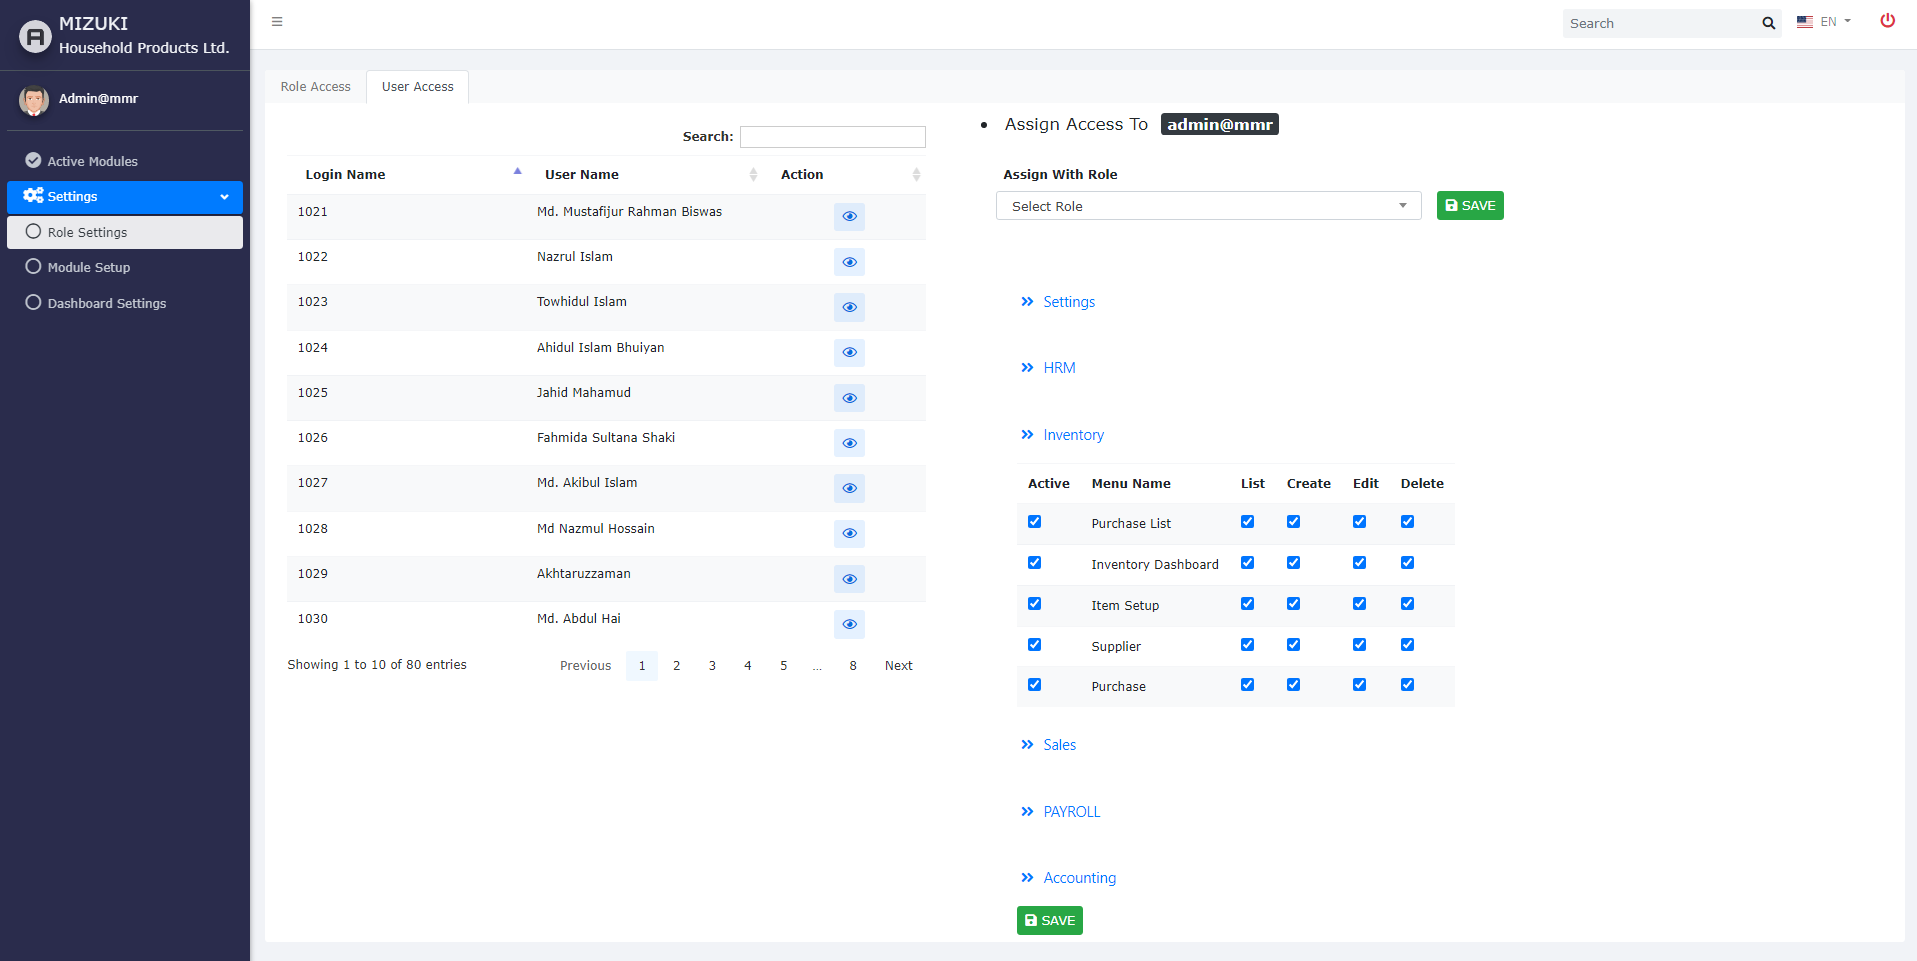 MIZUKI
Household Products Ltd.
Admin@mmr
Active Modules
Settings
Role Settings
Module Setup
Dashboard Settings
Search
EN
Role Access
User Access
Search:
Login Name User Name Action
1021 Md. Mustafijur Rahman Biswas
1022 Nazrul Islam
1023 Towhidul Islam
1024 Ahidul Islam Bhuiyan
1025 Jahid Mahamud
1026 Fahmida Sultana Shaki
1027 Md. Akibul Islam
1028 Md Nazmul Hossain
1029 Akhtaruzzaman
1030 Md. Abdul Hai
Showing 1 to 10 of 80 entries
Previous 1 2 3 4 5 ... 8 Next
Assign Access To admin@mmr
Assign With Role
Select Role
SAVE
Settings
HRM
Inventory
Active Menu Name List Create Edit Delete
Purchase List
Inventory Dashboard
Item Setup
Supplier
Purchase
Sales
PAYROLL
Accounting
SAVE